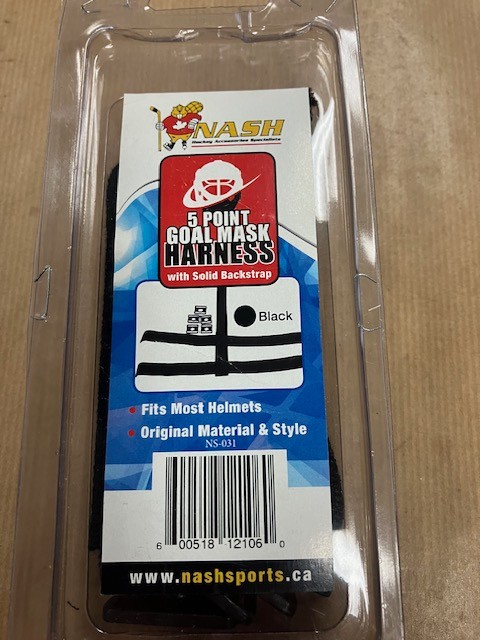 NASH
Hockey Accessories Specialists
5 POINT
GOAL MASK
HARNESS
with Solid Backstrap
Black
• Fits Most Helmets
• Original Material & Style
NS-031
6 00518 12106 0
www.nashsports.ca